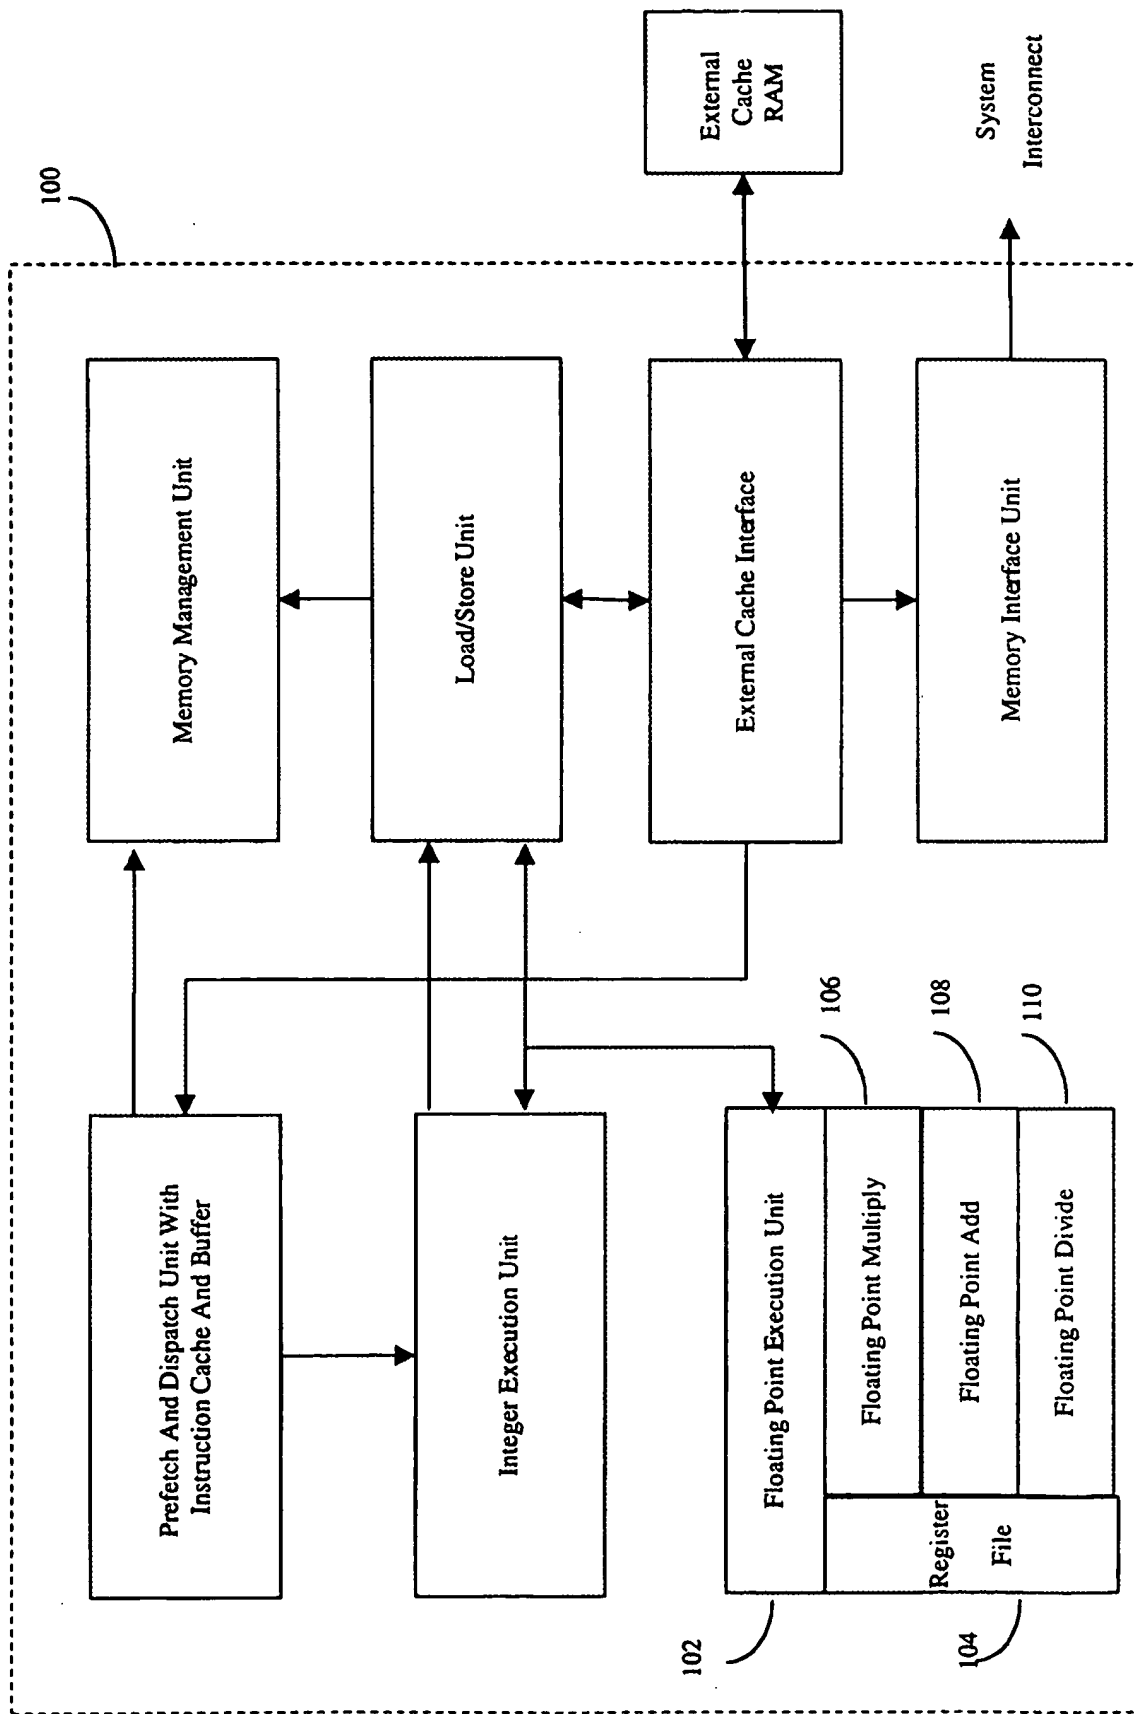 100
Prefetch And Dispatch Unit With
Instruction Cache And Buffer
Memory Management Unit
Integer Execution Unit
Load/Store Unit
External Cache Interface
External
Cache
RAM
Memory Interface Unit
System
Interconnect
102
Floating Point Execution Unit
104
Register
File
Floating Point Multiply
106
Floating Point Add
108
Floating Point Divide
110